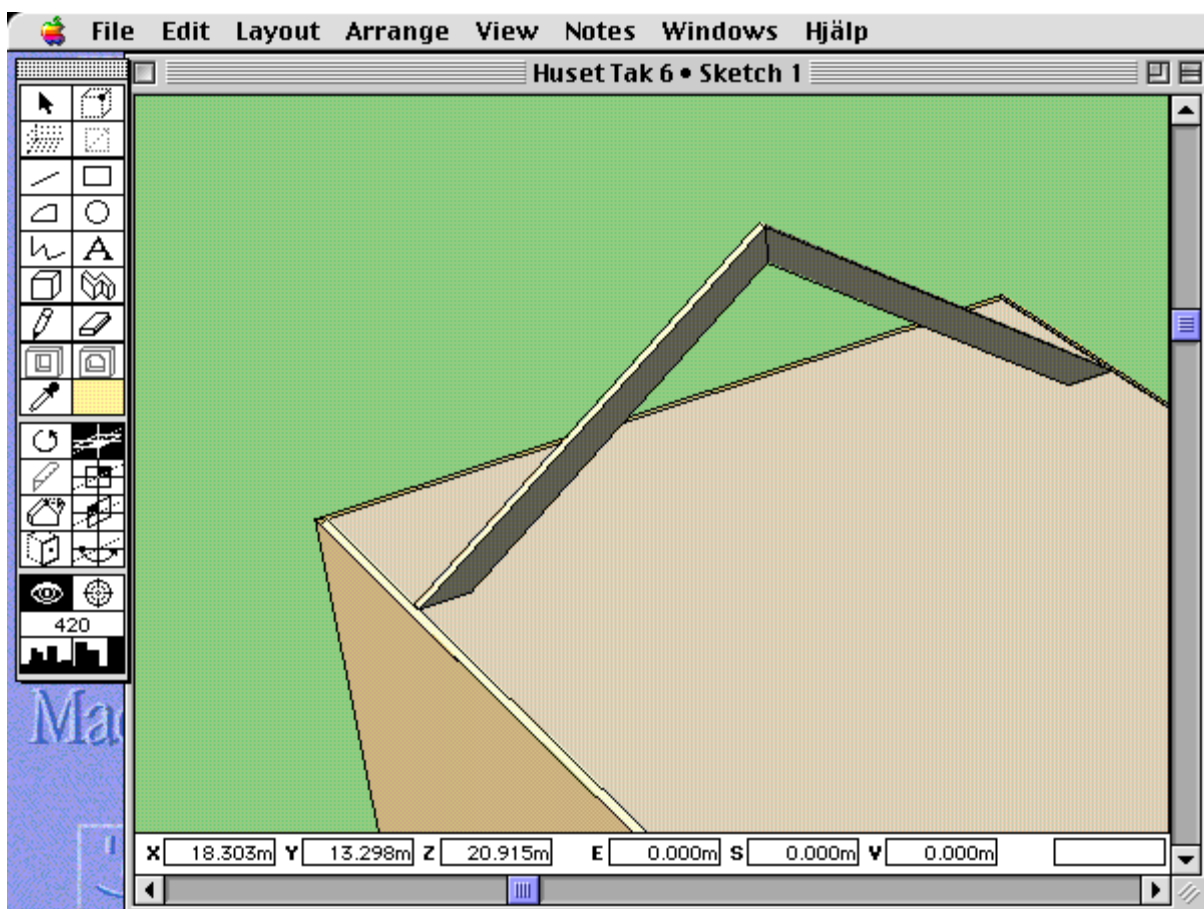 File Edit Layout Arrange View Notes Windows Hjälp
Huset Tak 6 • Sketch 1
A
420
Mac
X 18.303m Y 13.298m Z 20.915m E 0.000m S 0.000m V 0.000m